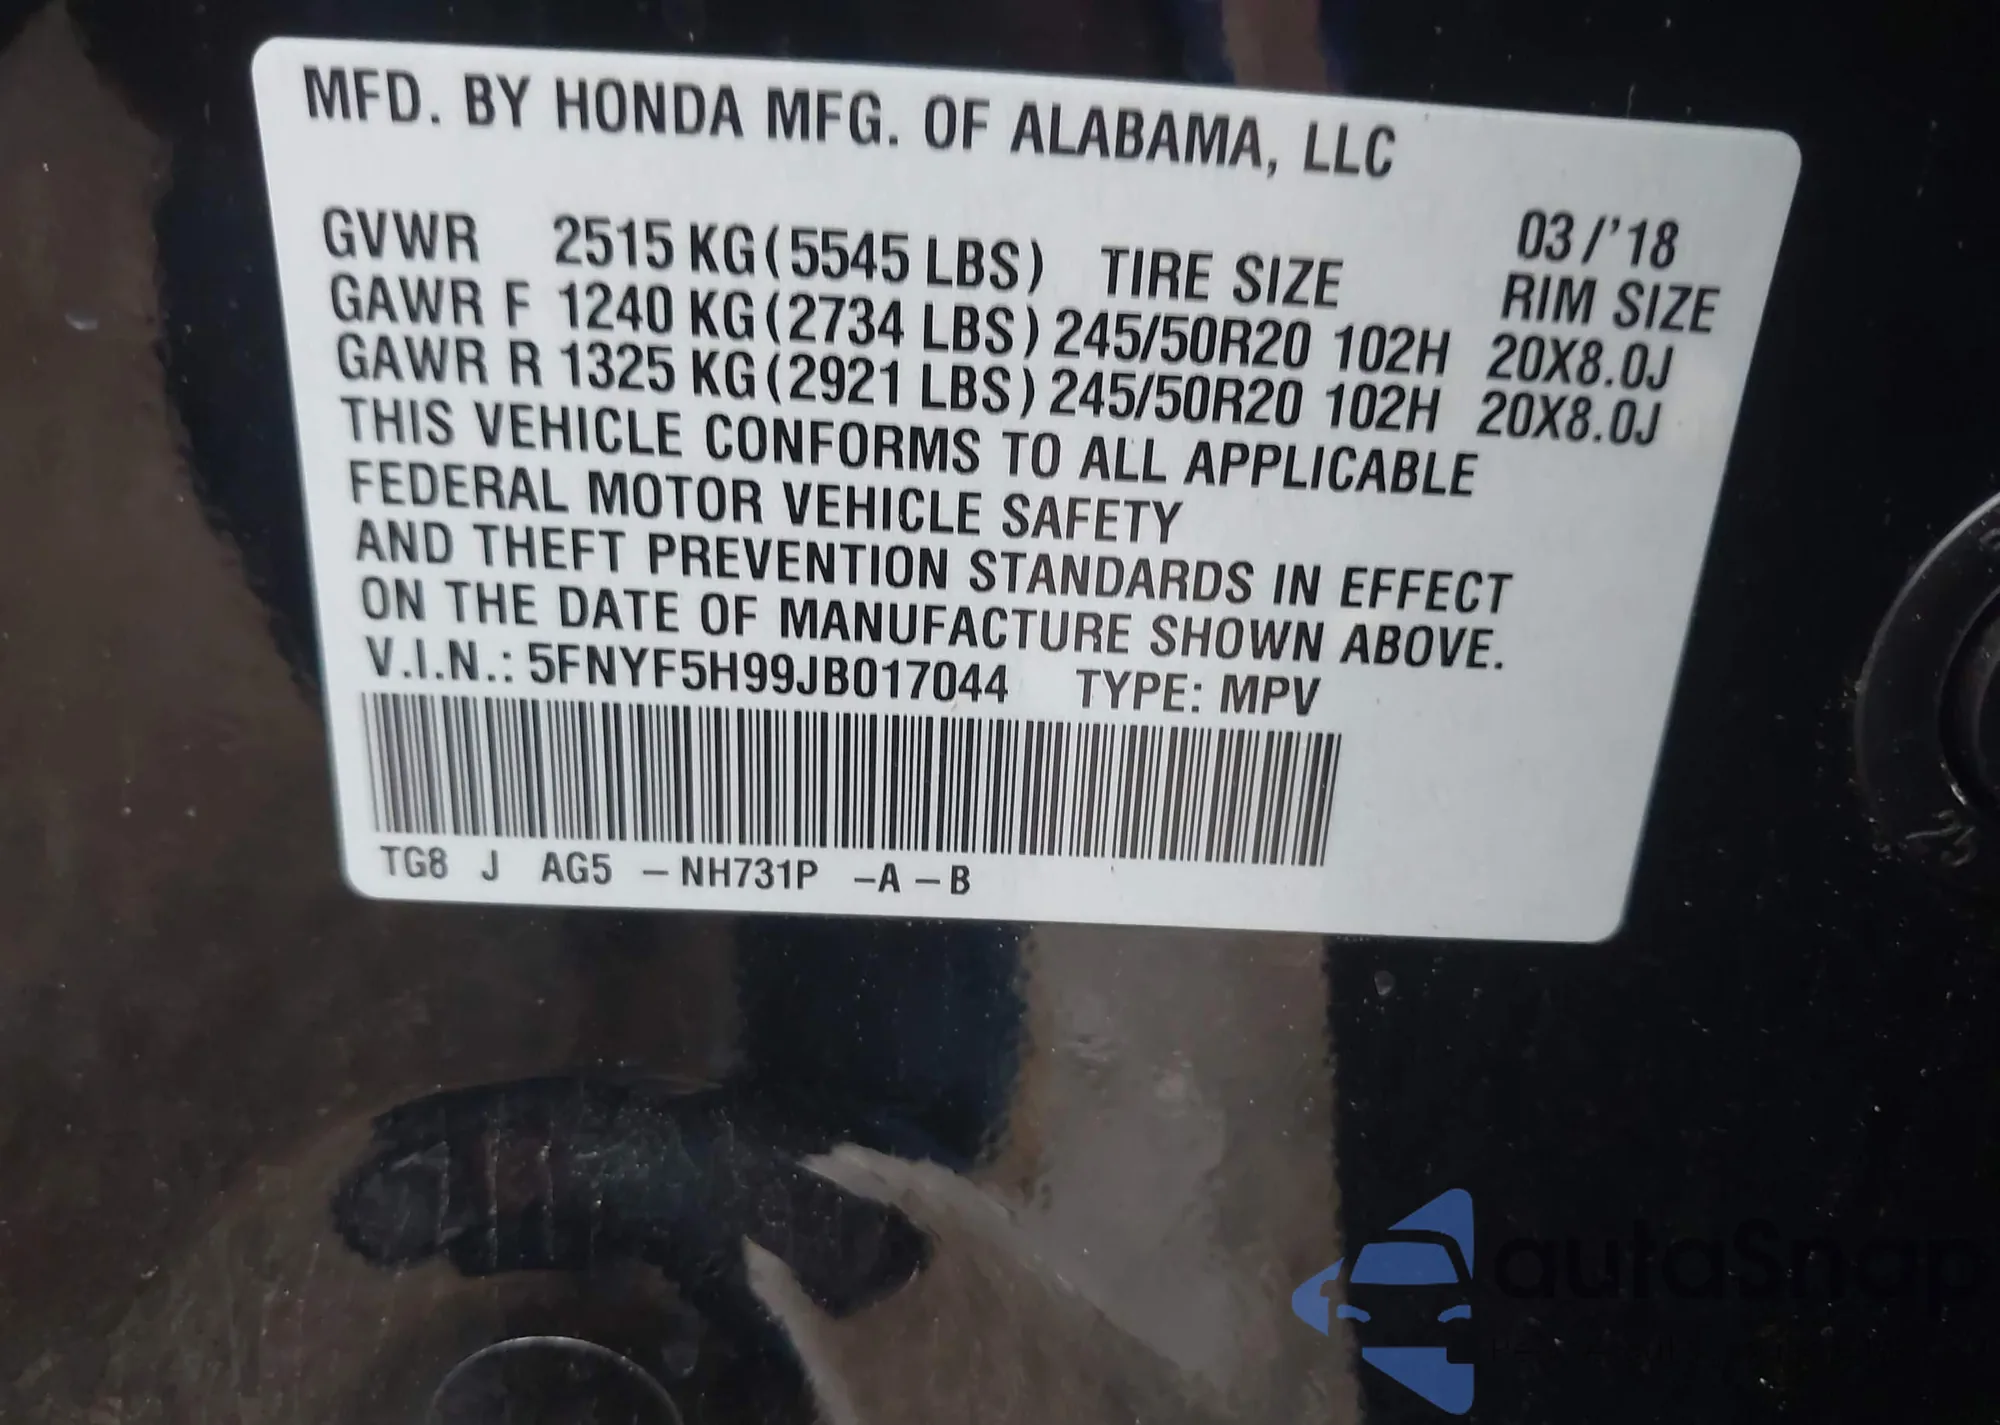 MFD. BY HONDA MFG. OF ALABAMA, LLC
03/'18
GVWR 2515 KG (5545 LBS) TIRE SIZE RIM SIZE
GAWR F 1240 KG (2734 LBS) 245/50R20 102H 20X8.0J
GAWR R 1325 KG (2921 LBS) 245/50R20 102H 20X8.0J
THIS VEHICLE CONFORMS TO ALL APPLICABLE
FEDERAL MOTOR VEHICLE SAFETY
AND THEFT PREVENTION STANDARDS IN EFFECT
ON THE DATE OF MANUFACTURE SHOWN ABOVE.
V.I.N.: 5FNYF5H99JB017044 TYPE: MPV
TG8 J AG5 – NH731P – A – B
autaSnap